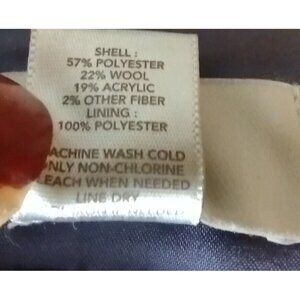 SHELL :
57% POLYESTER
22% WOOL
19% ACRYLIC
2% OTHER FIBER
LINING :
100% POLYESTER
ACHINE WASH COLD
ONLY NON-CHLORINE
LEACH WHEN NEEDED
LINE DRY